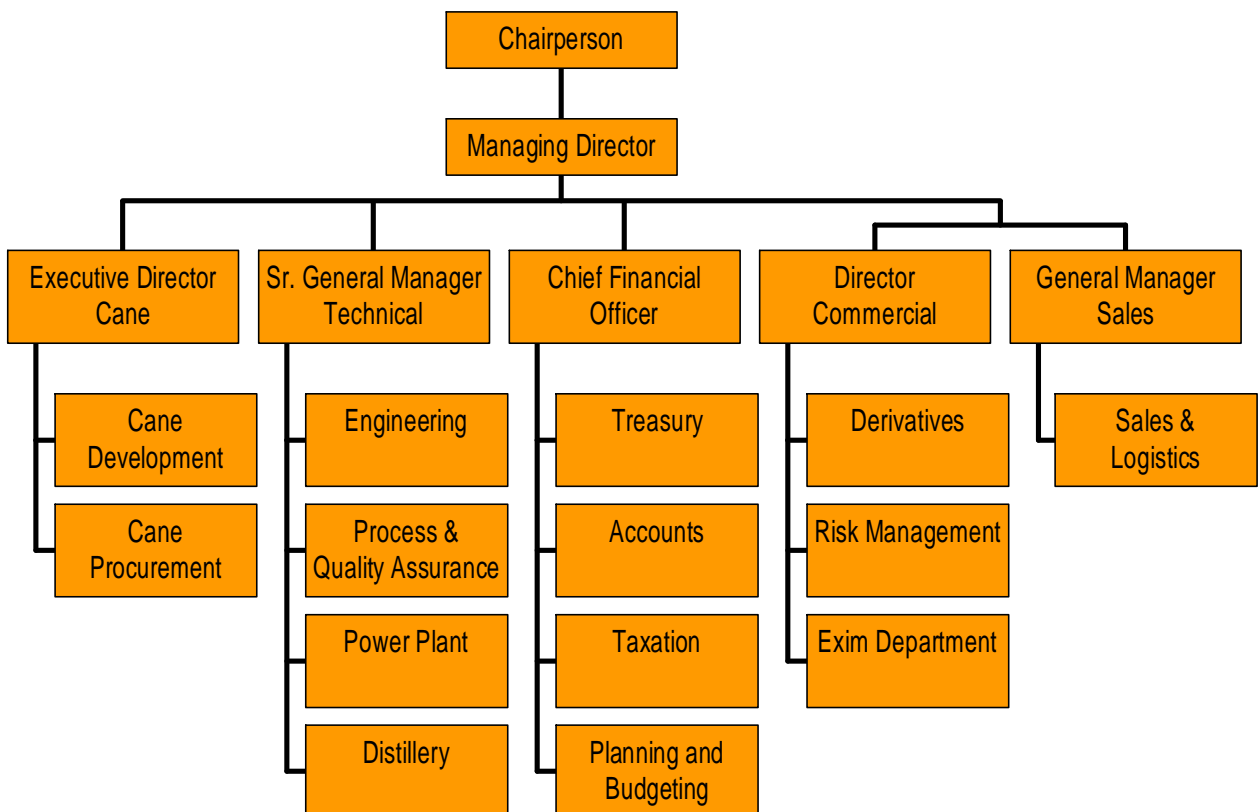 Chairperson
Managing Director
Executive Director
Cane
Sr. General Manager
Technical
Chief Financial
Officer
Director
Commercial
General Manager
Sales
Cane
Development
Engineering
Treasury
Derivatives
Sales &
Logistics
Cane
Procurement
Process &
Quality Assurance
Accounts
Risk Management
Power Plant
Taxation
Exim Department
Distillery
Planning and
Budgeting